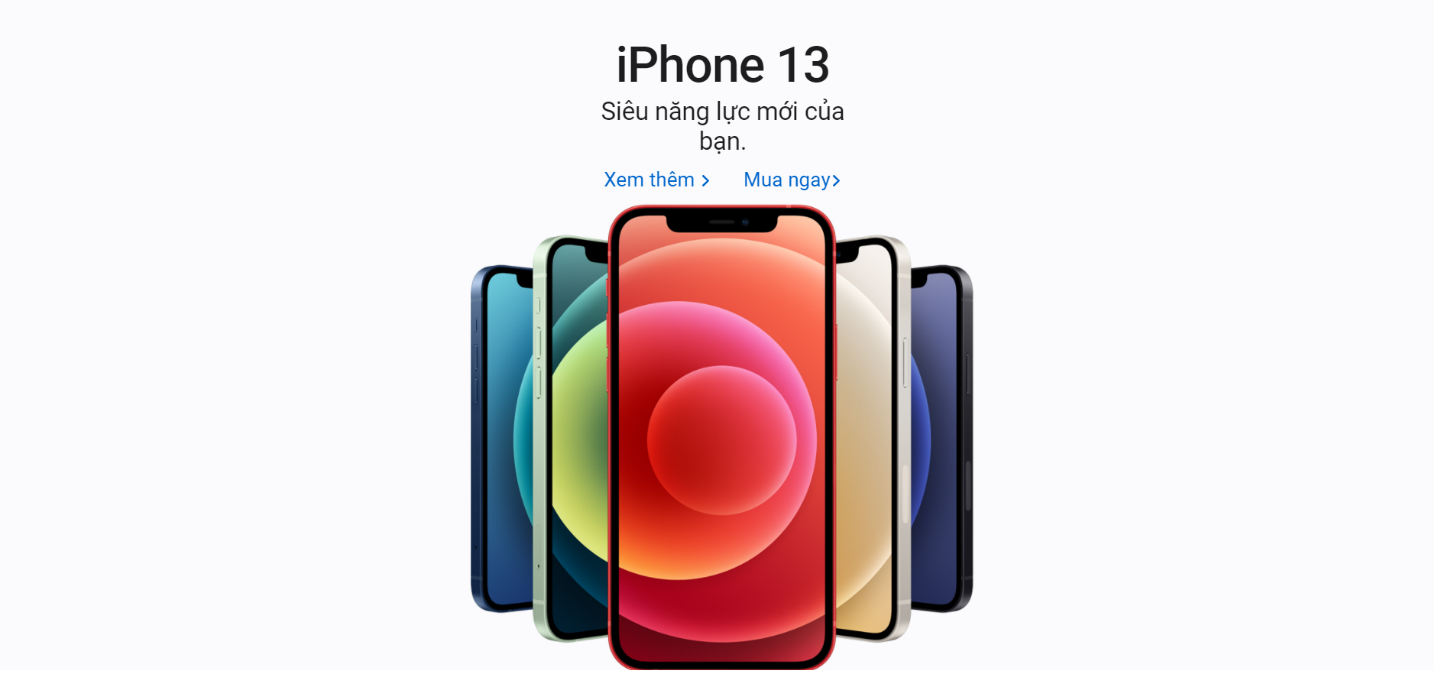 iPhone 13
Siêu năng lực mới của
bạn.
Xem thêm > Mua ngay>